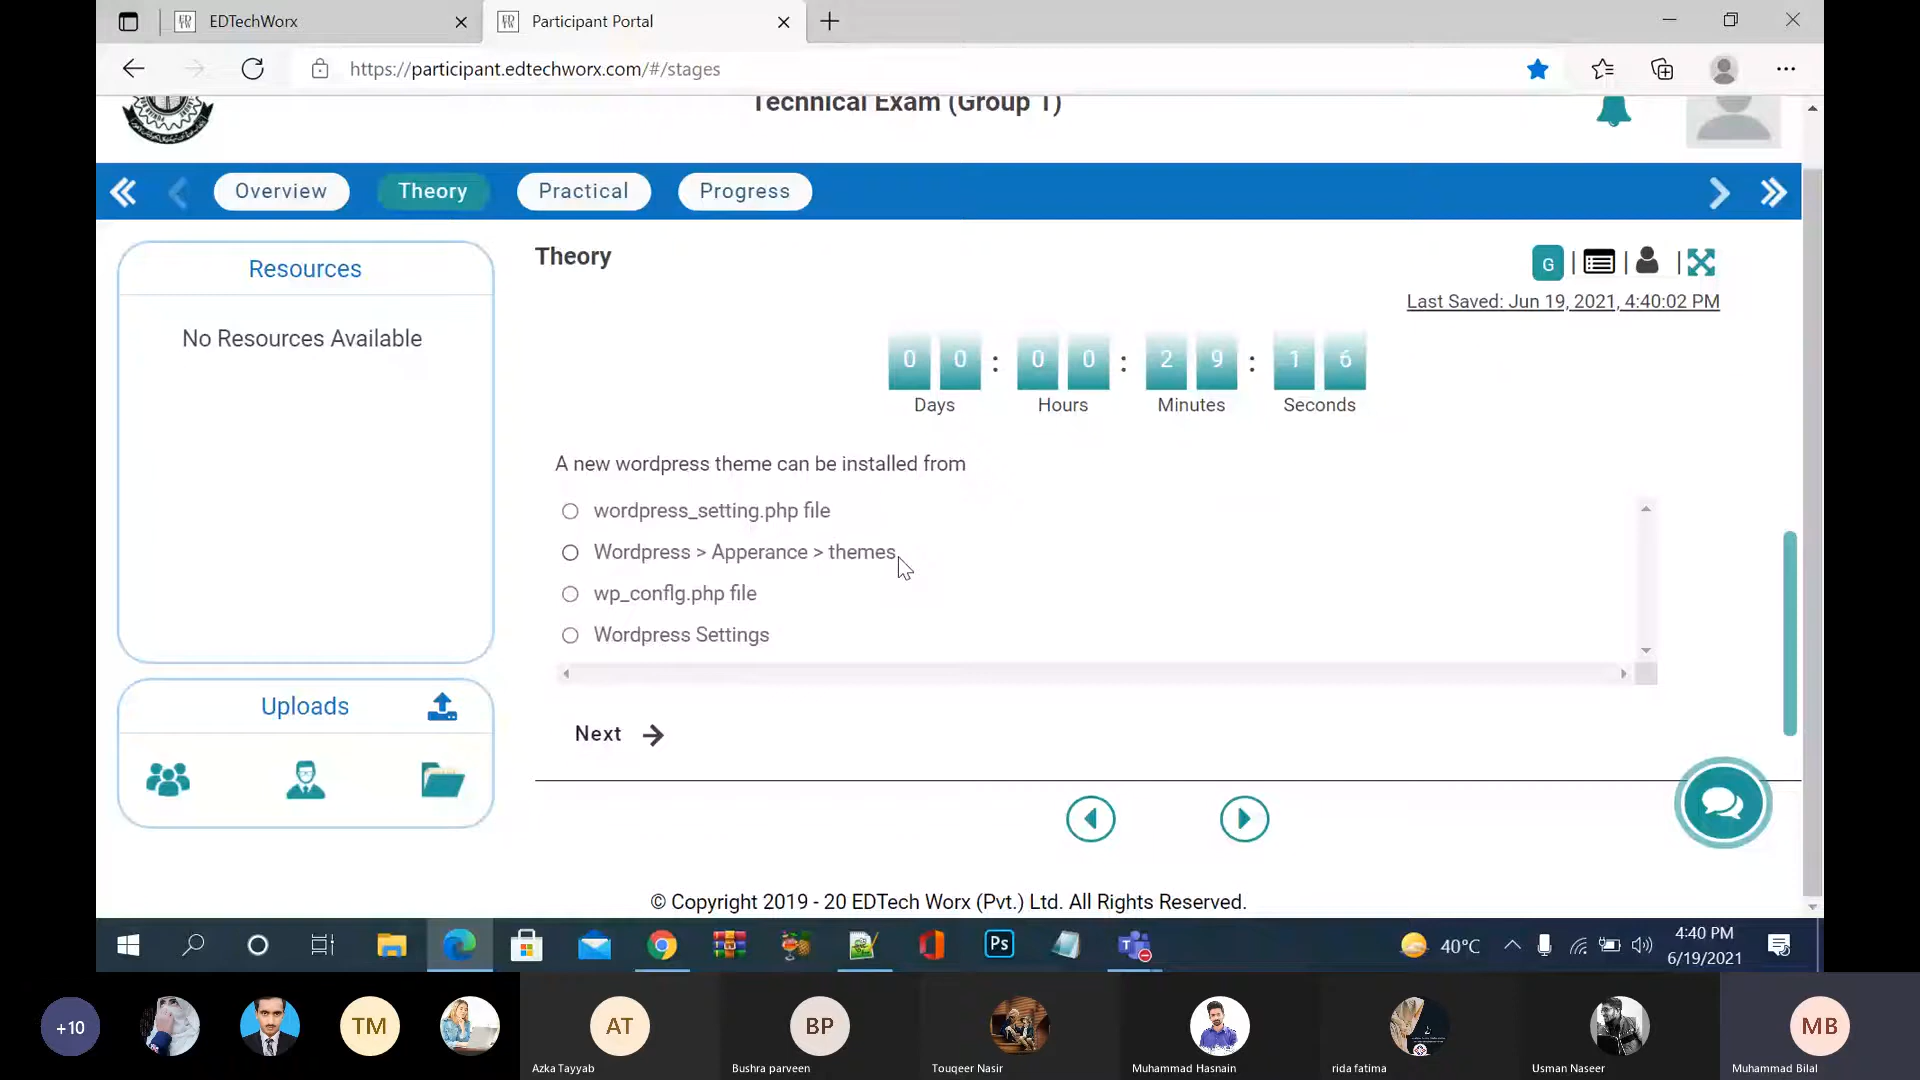 EDTechWorx
Participant Portal
https://participant.edtechworx.com/#/stages
Technical Exam (Group 1)
Overview
Theory
Practical
Progress
Resources
No Resources Available
Uploads
Theory
G
Last Saved: Jun 19, 2021, 4:40:02 PM
0 0 : 0 0 : 2 9 : 1 6
Days Hours Minutes Seconds
A new wordpress theme can be installed from
wordpress_setting.php file
Wordpress > Apperance > themes
wp_conflg.php file
Wordpress Settings
Next
© Copyright 2019 - 20 EDTech Worx (Pvt.) Ltd. All Rights Reserved.
Ps
40°C
4:40 PM
6/19/2021
+10
TM
AT
BP
MB
Azka Tayyab
Bushra parveen
Touqeer Nasir
Muhammad Hasnain
rida fatima
Usman Naseer
Muhammad Bilal